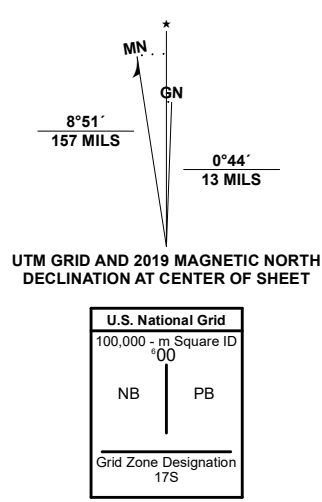 ★
MN
GN
8°51´
157 MILS
0°44´
13 MILS
UTM GRID AND 2019 MAGNETIC NORTH
DECLINATION AT CENTER OF SHEET
U.S. National Grid
100,000 - m Square ID
⁶00
NB PB
Grid Zone Designation
17S